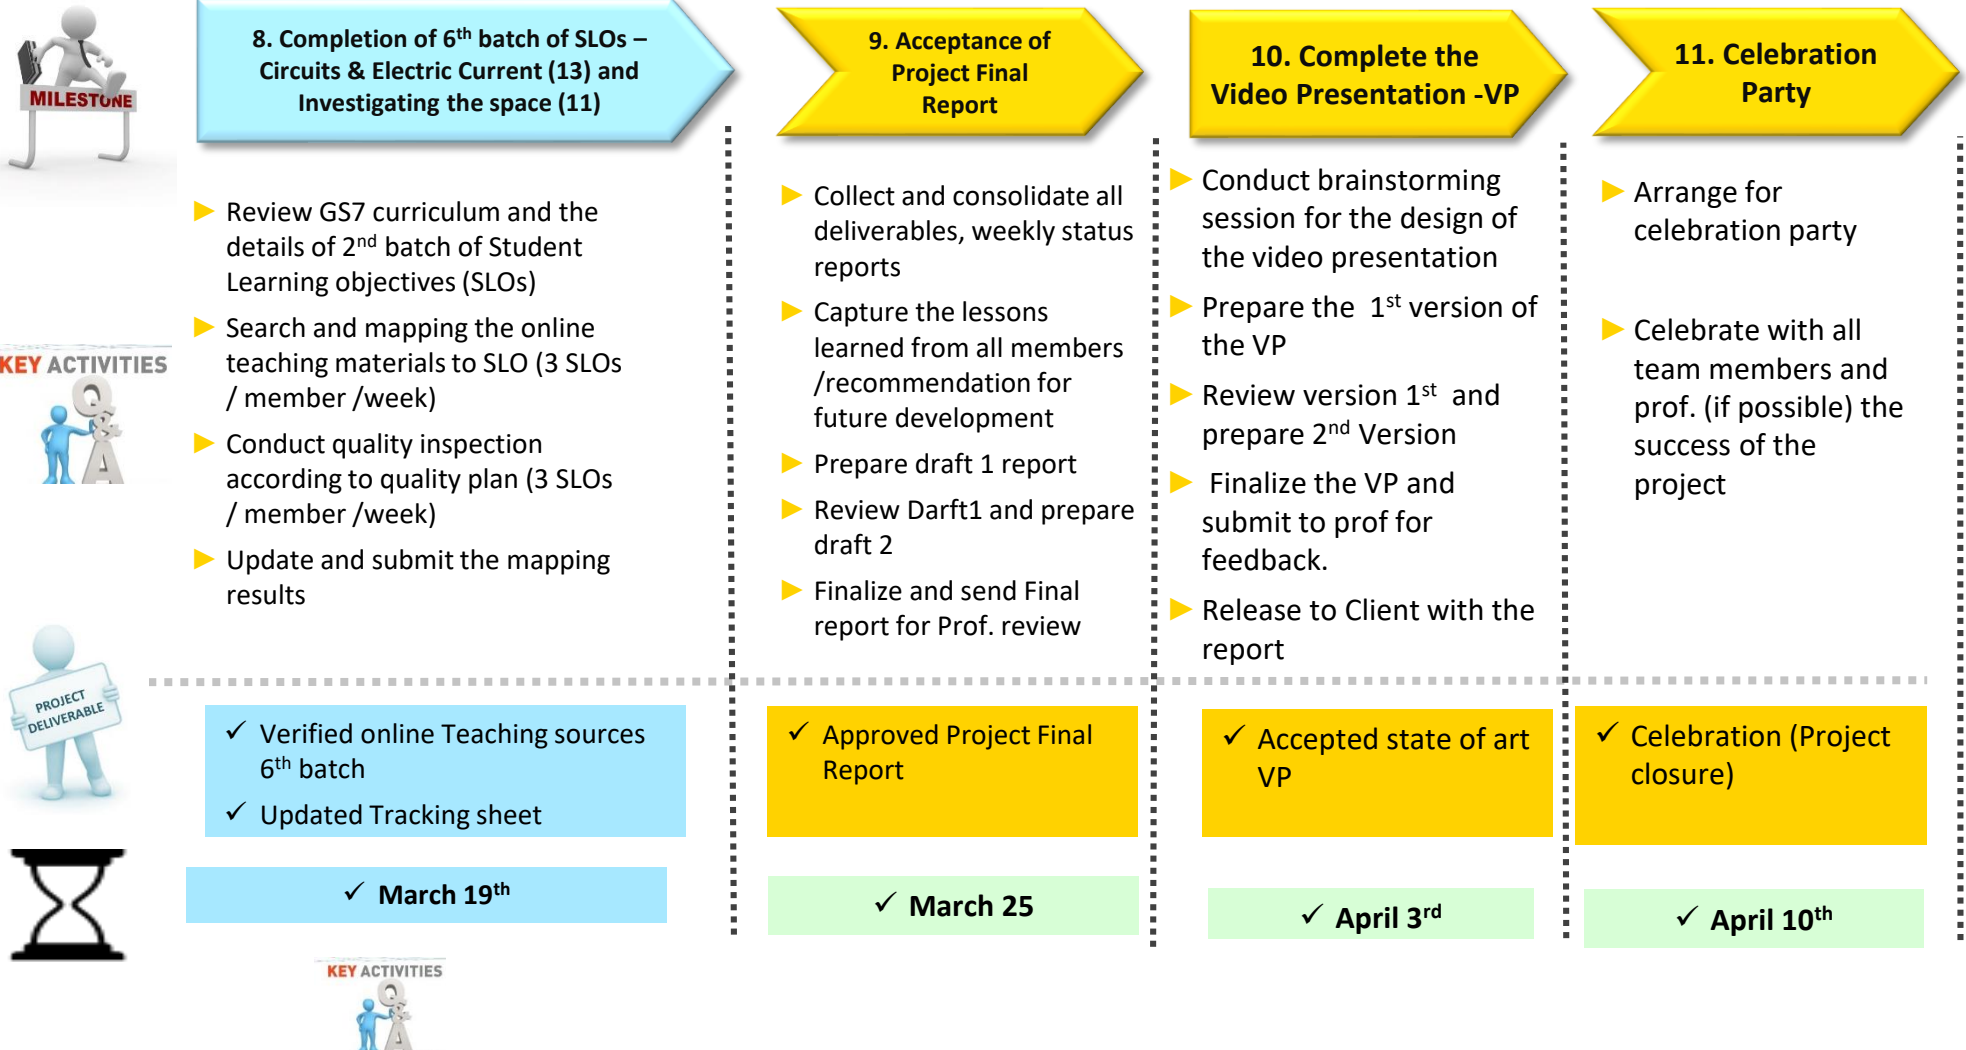 MILESTONE
8. Completion of 6th batch of SLOs –
Circuits & Electric Current (13) and
Investigating the space (11)
9. Acceptance of
Project Final
Report
10. Complete the
Video Presentation -VP
11. Celebration
Party
KEY ACTIVITIES
Q
&
A
Review GS7 curriculum and the
details of 2nd batch of Student
Learning objectives (SLOs)
Search and mapping the online
teaching materials to SLO (3 SLOs
/ member /week)
Conduct quality inspection
according to quality plan (3 SLOs
/ member /week)
Update and submit the mapping
results
Collect and consolidate all
deliverables, weekly status
reports
Capture the lessons
learned from all members
/recommendation for
future development
Prepare draft 1 report
Review Darft1 and prepare
draft 2
Finalize and send Final
report for Prof. review
Conduct brainstorming
session for the design of
the video presentation
Prepare the 1st version of
the VP
Review version 1st and
prepare 2nd Version
Finalize the VP and
submit to prof for
feedback.
Release to Client with the
report
Arrange for
celebration party
Celebrate with all
team members and
prof. (if possible) the
success of the
project
PROJECT
DELIVERABLE
✓ Verified online Teaching sources
6th batch
✓ Updated Tracking sheet
✓ Approved Project Final
Report
✓ Accepted state of art
VP
✓ Celebration (Project
closure)
✓ March 19th
✓ March 25
✓ April 3rd
✓ April 10th
KEY ACTIVITIES
Q
&
A